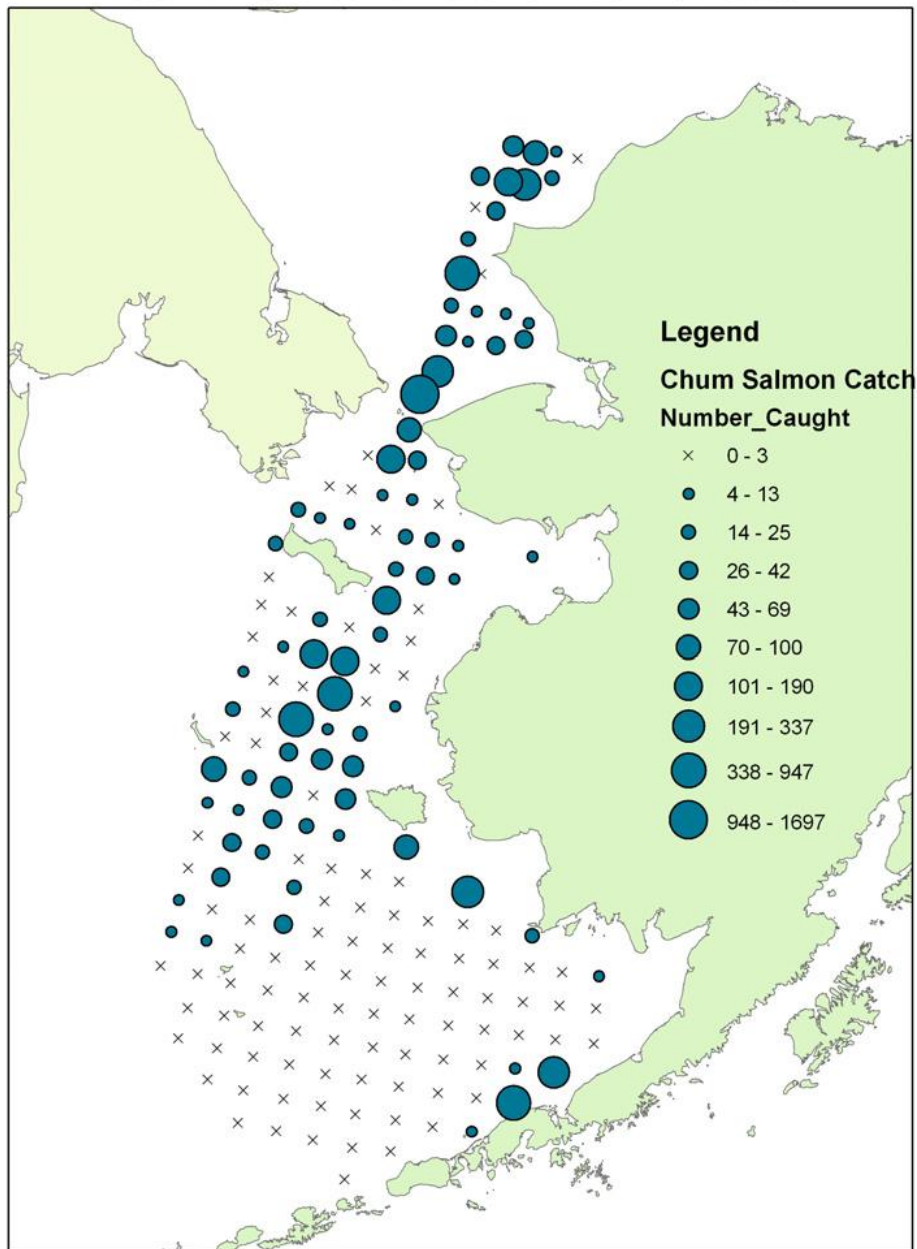 Legend
Chum Salmon Catch
Number_Caught
0 - 3
4 - 13
14 - 25
26 - 42
43 - 69
70 - 100
101 - 190
191 - 337
338 - 947
948 - 1697